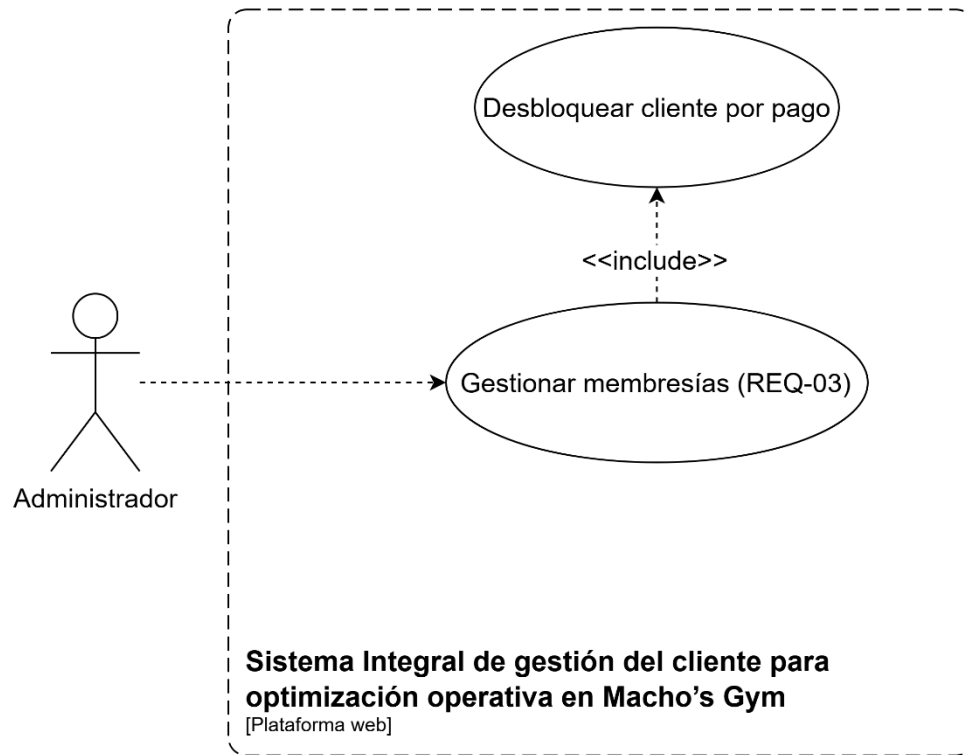 Desbloquear cliente por pago
<<include>>
Gestionar membresías (REQ-03)
Administrador
Sistema Integral de gestión del cliente para
optimización operativa en Macho’s Gym
[Plataforma web]